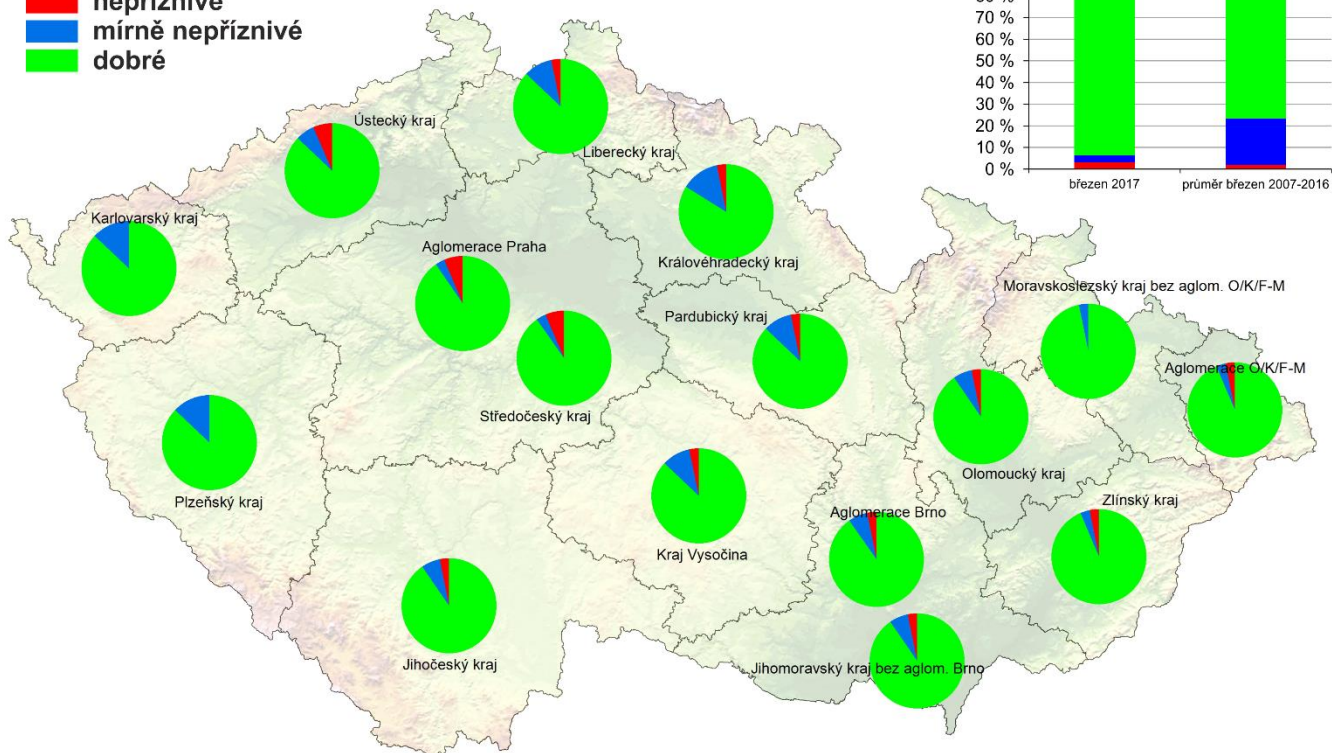 nepříznivé
mírně nepříznivé
dobré
70 %
60 %
50 %
40 %
30 %
20 %
10 %
0 %
březen 2017
průměr březen 2007-2016
Ústecký kraj
Liberecký kraj
Karlovarský kraj
Aglomerace Praha
Královéhradecký kraj
Moravskoslezský kraj bez aglom. O/K/F-M
Pardubický kraj
Aglomerace O/K/F-M
Středočeský kraj
Olomoucký kraj
Plzeňský kraj
Zlínský kraj
Aglomerace Brno
Kraj Vysočina
Jihočeský kraj
Jihomoravský kraj bez aglom. Brno